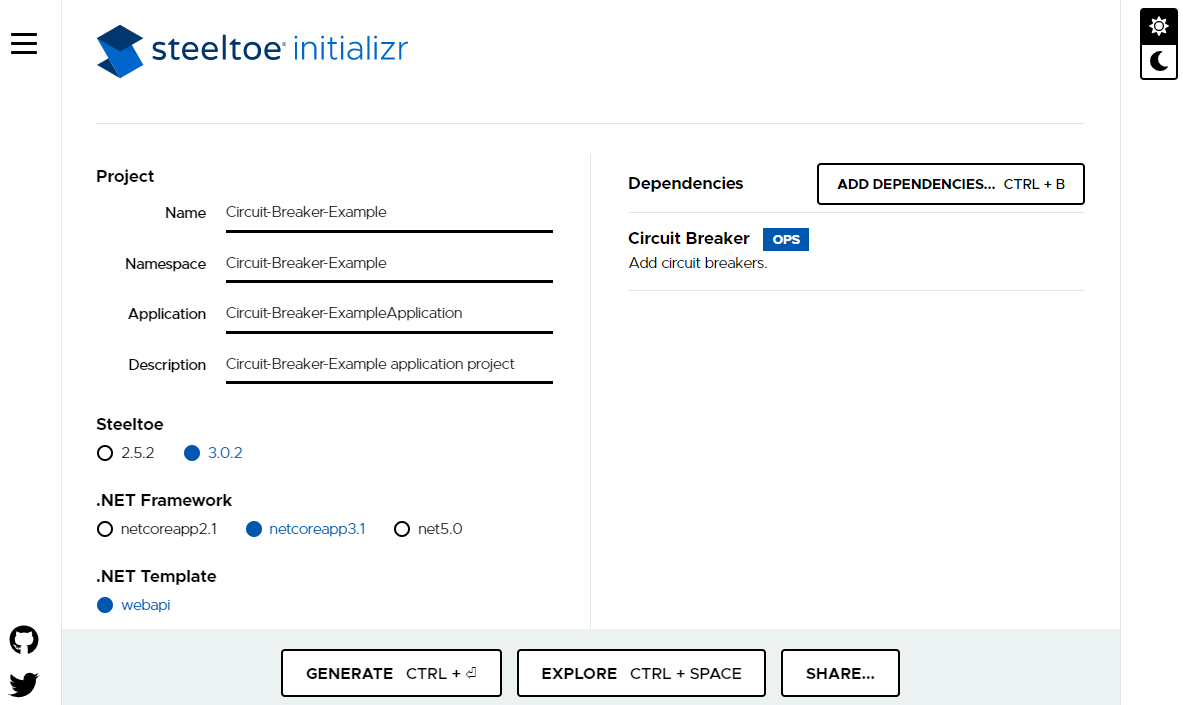 steeltoe® initializr
Project
Name Circuit-Breaker-Example
Namespace Circuit-Breaker-Example
Application Circuit-Breaker-ExampleApplication
Description Circuit-Breaker-Example application project
Steeltoe
2.5.2 3.0.2
.NET Framework
netcoreapp2.1 netcoreapp3.1 net5.0
.NET Template
webapi
Dependencies ADD DEPENDENCIES... CTRL + B
Circuit Breaker OPS
Add circuit breakers.
GENERATE CTRL + ⏎ EXPLORE CTRL + SPACE SHARE...